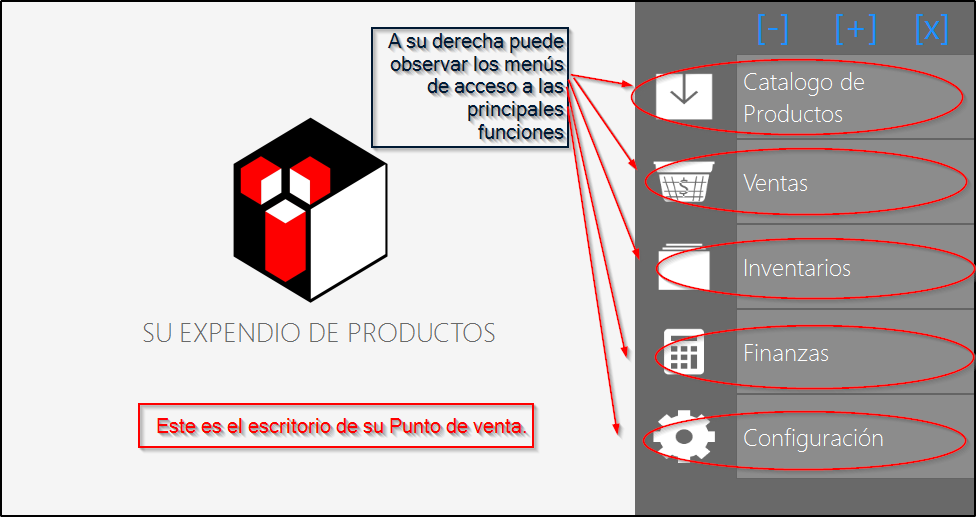 [-] [+] [x]
A su derecha puede
observar los menús
de acceso a las
principales
funciones
Catalogo de
Productos
$
Ventas
Inventarios
Finanzas
Configuración
SU EXPENDIO DE PRODUCTOS
Este es el escritorio de su Punto de venta.